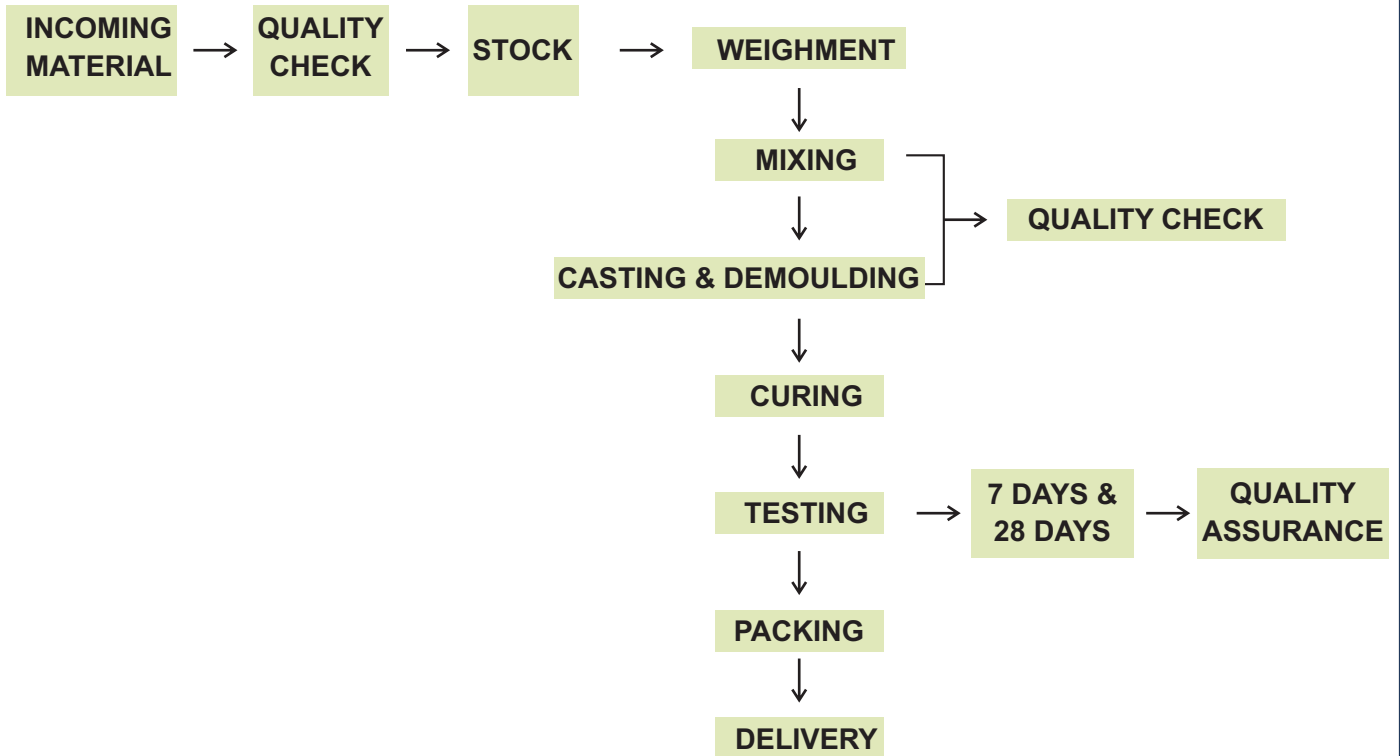 INCOMING
MATERIAL
QUALITY
CHECK
STOCK
WEIGHMENT
MIXING
QUALITY CHECK
CASTING & DEMOULDING
CURING
TESTING
7 DAYS &
28 DAYS
QUALITY
ASSURANCE
PACKING
DELIVERY